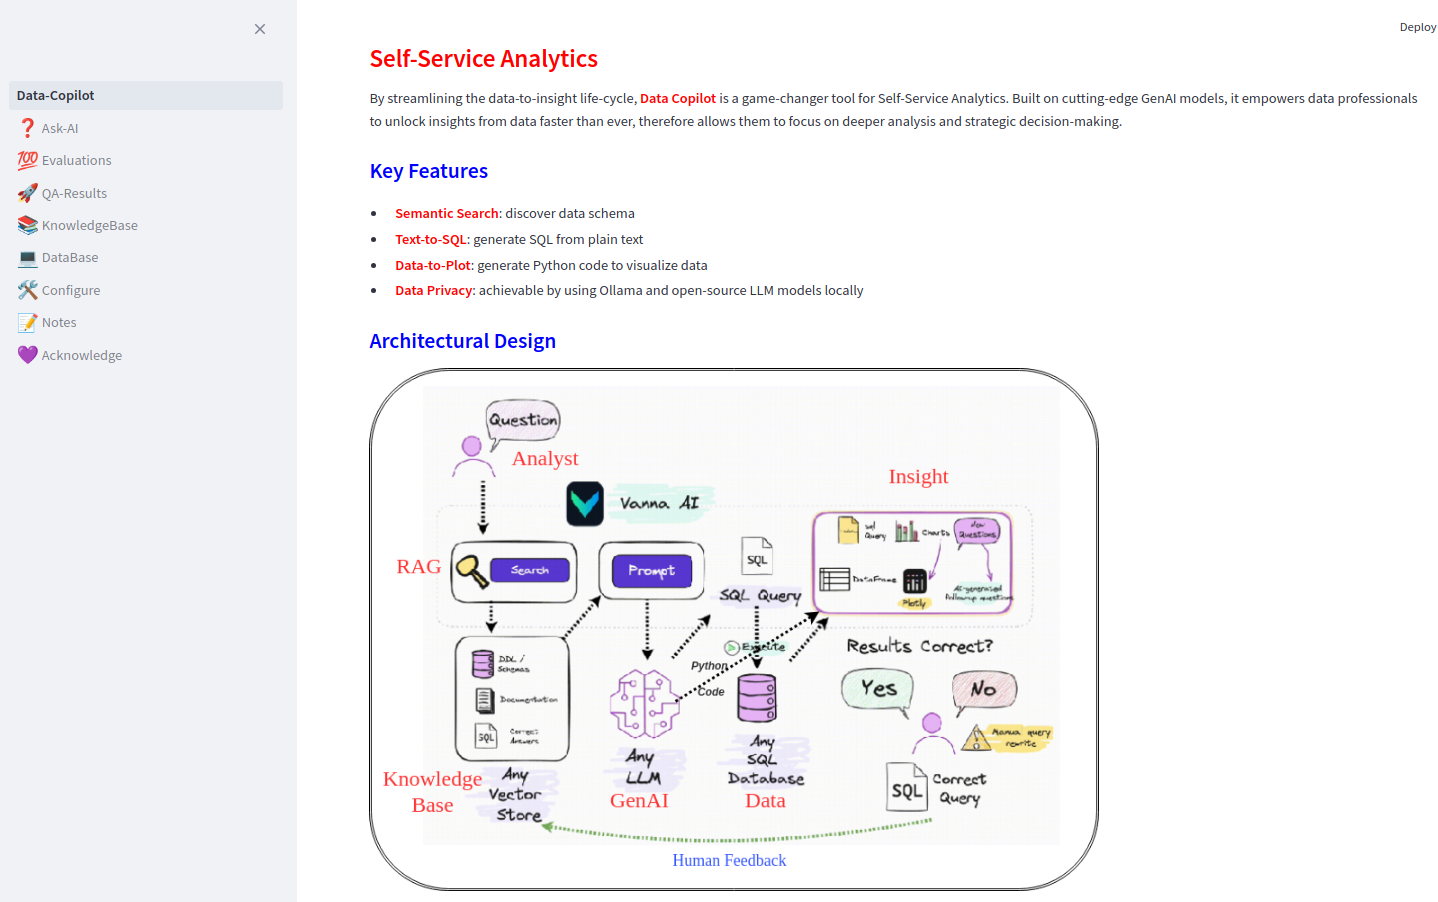 Deploy
Data-Copilot
Ask-AI
Evaluations
QA-Results
KnowledgeBase
DataBase
Configure
Notes
Acknowledge
Self-Service Analytics
By streamlining the data-to-insight life-cycle, Data Copilot is a game-changer tool for Self-Service Analytics. Built on cutting-edge GenAI models, it empowers data professionals
to unlock insights from data faster than ever, therefore allows them to focus on deeper analysis and strategic decision-making.
Key Features
Semantic Search: discover data schema
Text-to-SQL: generate SQL from plain text
Data-to-Plot: generate Python code to visualize data
Data Privacy: achievable by using Ollama and open-source LLM models locally
Architectural Design
Question
Analyst
Vanna AI
Insight
RAG
Search
Prompt
SQL
SQL Query
sql
Query
Charts
New
Questions
DataFrame
Plotly
AI-generated
followup questions
DDL /
Schemas
Documentation
SQL
Correct
Answers
Execute
Python
Code
Results Correct?
Yes
No
Manual query
rewrite
Any
LLM
Any
SQL
Database
SQL
Correct
Query
Knowledge
Base
Any
Vector
Store
GenAI
Data
Human Feedback